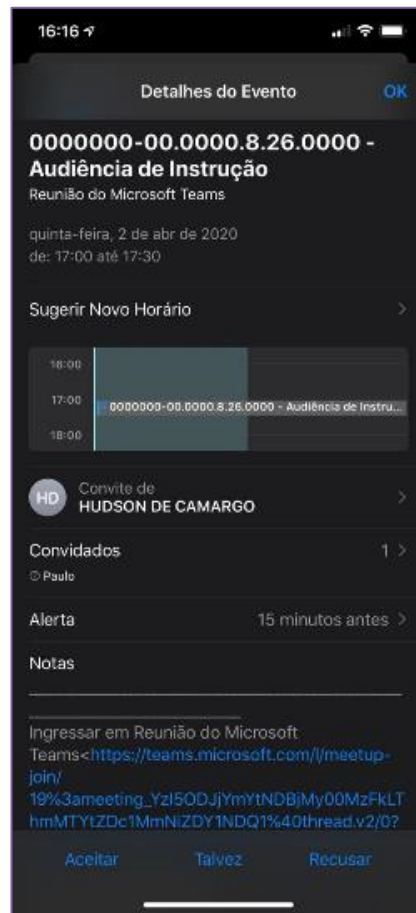 16:16
Detalhes do Evento
OK
0000000-00.0000.8.26.0000 -
Audiência de Instrução
Reunião do Microsoft Teams
quinta-feira, 2 de abr de 2020
de: 17:00 até 17:30
Sugerir Novo Horário
16:00
17:00
0000000-00.0000.8.26.0000 - Audiência de Instru...
18:00
HD
Convite de
HUDSON DE CAMARGO
Convidados
1
Paulo
Alerta
15 minutos antes
Notas
Ingressar em Reunião do Microsoft
Teams<https://teams.microsoft.com/l/meetup-
join/
19%3ameeting_YzI5ODJjYmYtNDBjMy00MzFkLT
hmMTYtZDc1MmNiZDY1NDQ1%40thread.v2/0?
Aceitar
Talvez
Recusar